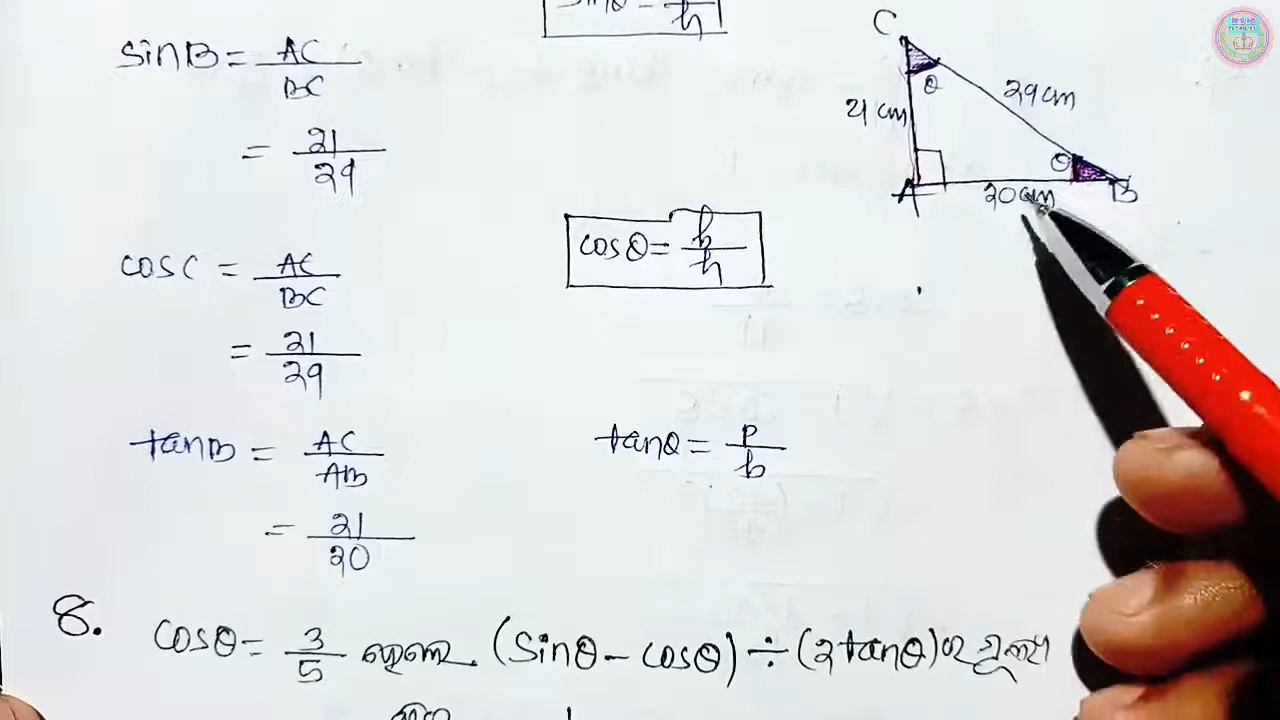 sinθ = p/h
sinB = AC/BC
= 21/29
C
θ
21 cm
29 cm
θ
A
20 cm
B
cosθ = b/h
cosC = AC/BC
= 21/29
tanB = AC/AB
tanθ = p/b
= 21/20
8. cosθ = 3/5 ହେଲେ (sinθ - cosθ) ÷ (2tanθ)ର ମୂଲ୍ୟ